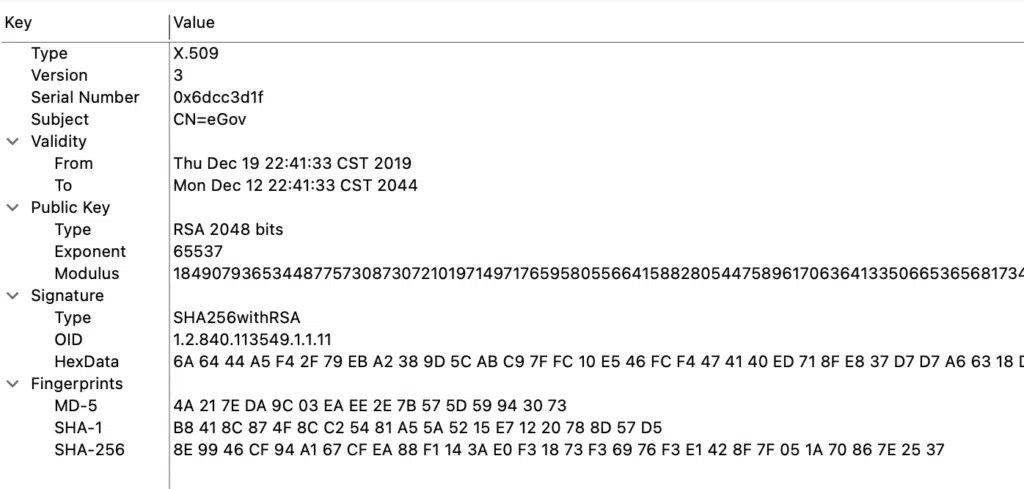 Key Value
Type X.509
Version 3
Serial Number 0x6dcc3d1f
Subject CN=eGov
Validity
From Thu Dec 19 22:41:33 CST 2019
To Mon Dec 12 22:41:33 CST 2044
Public Key
Type RSA 2048 bits
Exponent 65537
Modulus 184907936534487757308730721019714971765958055664158828054475896170636413350665365681734
Signature
Type SHA256withRSA
OID 1.2.840.113549.1.1.11
HexData 6A 64 44 A5 F4 2F 79 EB A2 38 9D 5C AB C9 7F FC 10 E5 46 FC F4 47 41 40 ED 71 8F E8 37 D7 D7 A6 63 18
Fingerprints
MD-5 4A 21 7E DA 9C 03 EA EE 2E 7B 57 5D 59 94 30 73
SHA-1 B8 41 8C 87 4F 8C C2 54 81 A5 5A 52 15 E7 12 20 78 8D 57 D5
SHA-256 8E 99 46 CF 94 A1 67 CF EA 88 F1 14 3A E0 F3 18 73 F3 69 76 F3 E1 42 8F 7F 05 1A 70 86 7E 25 37